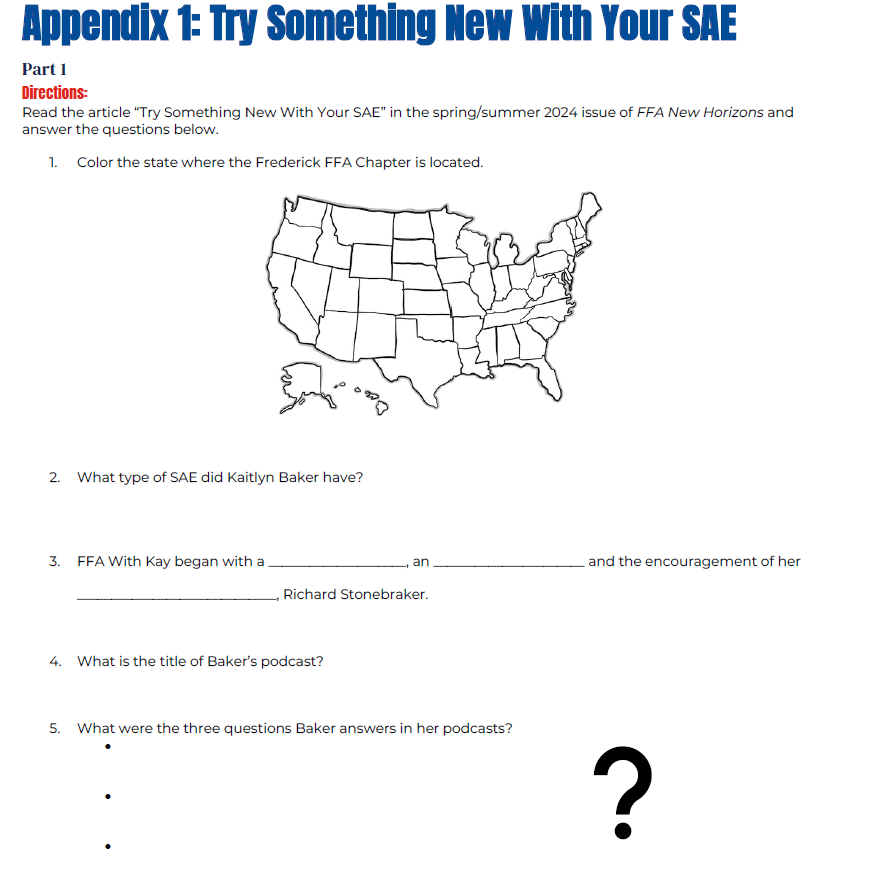 Appendix 1: Try Something New With Your SAE
Part 1
Directions:
Read the article “Try Something New With Your SAE” in the spring/summer 2024 issue of FFA New Horizons and
answer the questions below.
1. Color the state where the Frederick FFA Chapter is located.
2. What type of SAE did Kaitlyn Baker have?
3. FFA With Kay began with a ____________________, an ______________________ and the encouragement of her
_____________________________, Richard Stonebraker.
4. What is the title of Baker’s podcast?
5. What were the three questions Baker answers in her podcasts?
•
•
•
?